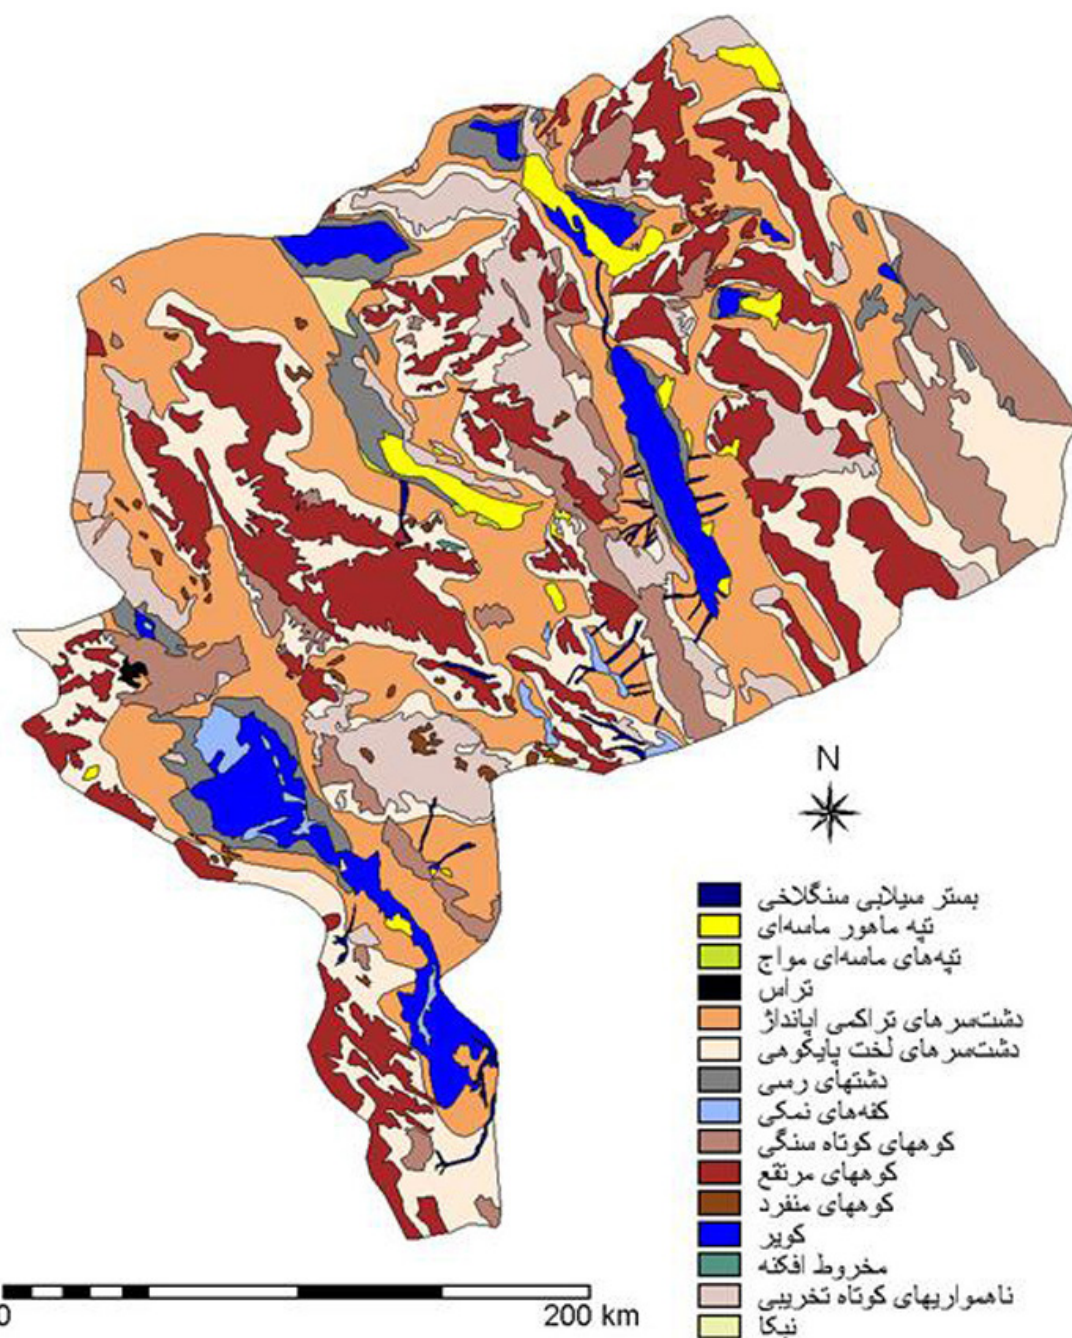 N
بستر سیلابی سنگلاخی
تپه ماهور ماسه‌ای
تپه‌های ماسه‌ای مواج
تراس
دشت‌سرهای تراکمی اپانداژ
دشت‌سرهای لخت پایکوهی
دشتهای رسی
کفه‌های نمکی
کوههای کوتاه سنگی
کوههای مرتفع
کوههای منفرد
کویر
مخروط افکنه
ناهمواریهای کوتاه تخریبی
نبکا
0 200 km